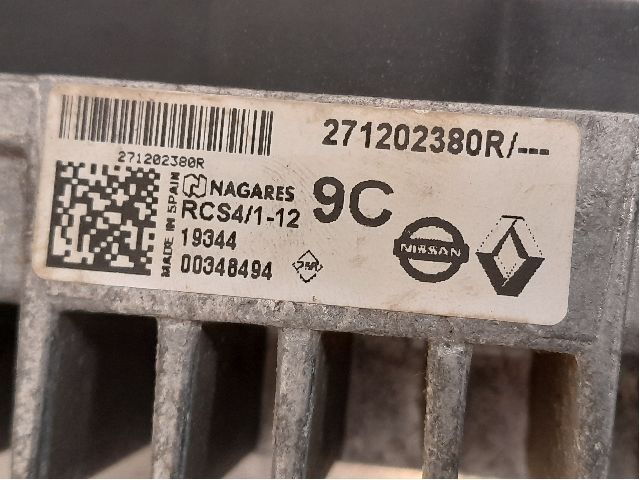 271202380R/---
271202380R
MADE IN SPAIN
NAGARES
RCS4/1-12
19344
00348494
9C
NISSAN